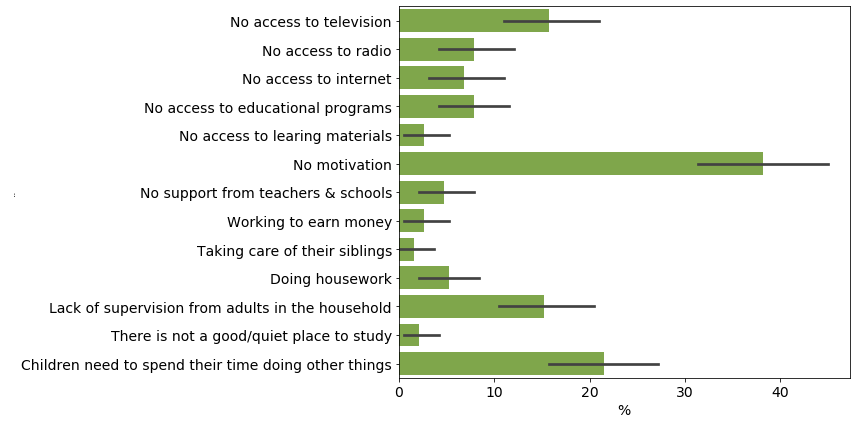 No access to television
No access to radio
No access to internet
No access to educational programs
No access to learing materials
No motivation
No support from teachers & schools
Working to earn money
Taking care of their siblings
Doing housework
Lack of supervision from adults in the household
There is not a good/quiet place to study
Children need to spend their time doing other things
0 10 20 30 40
%